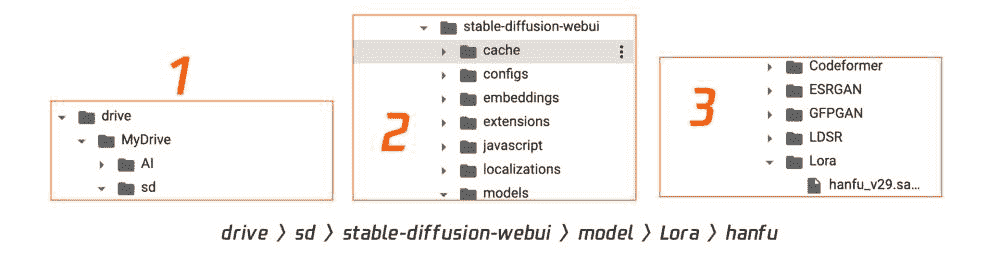 1
drive
MyDrive
AI
sd
2
stable-diffusion-webui
cache
configs
embeddings
extensions
javascript
localizations
models
3
Codeformer
ESRGAN
GFPGAN
LDSR
Lora
hanfu_v29.sa...
drive > sd > stable-diffusion-webui > model > Lora > hanfu